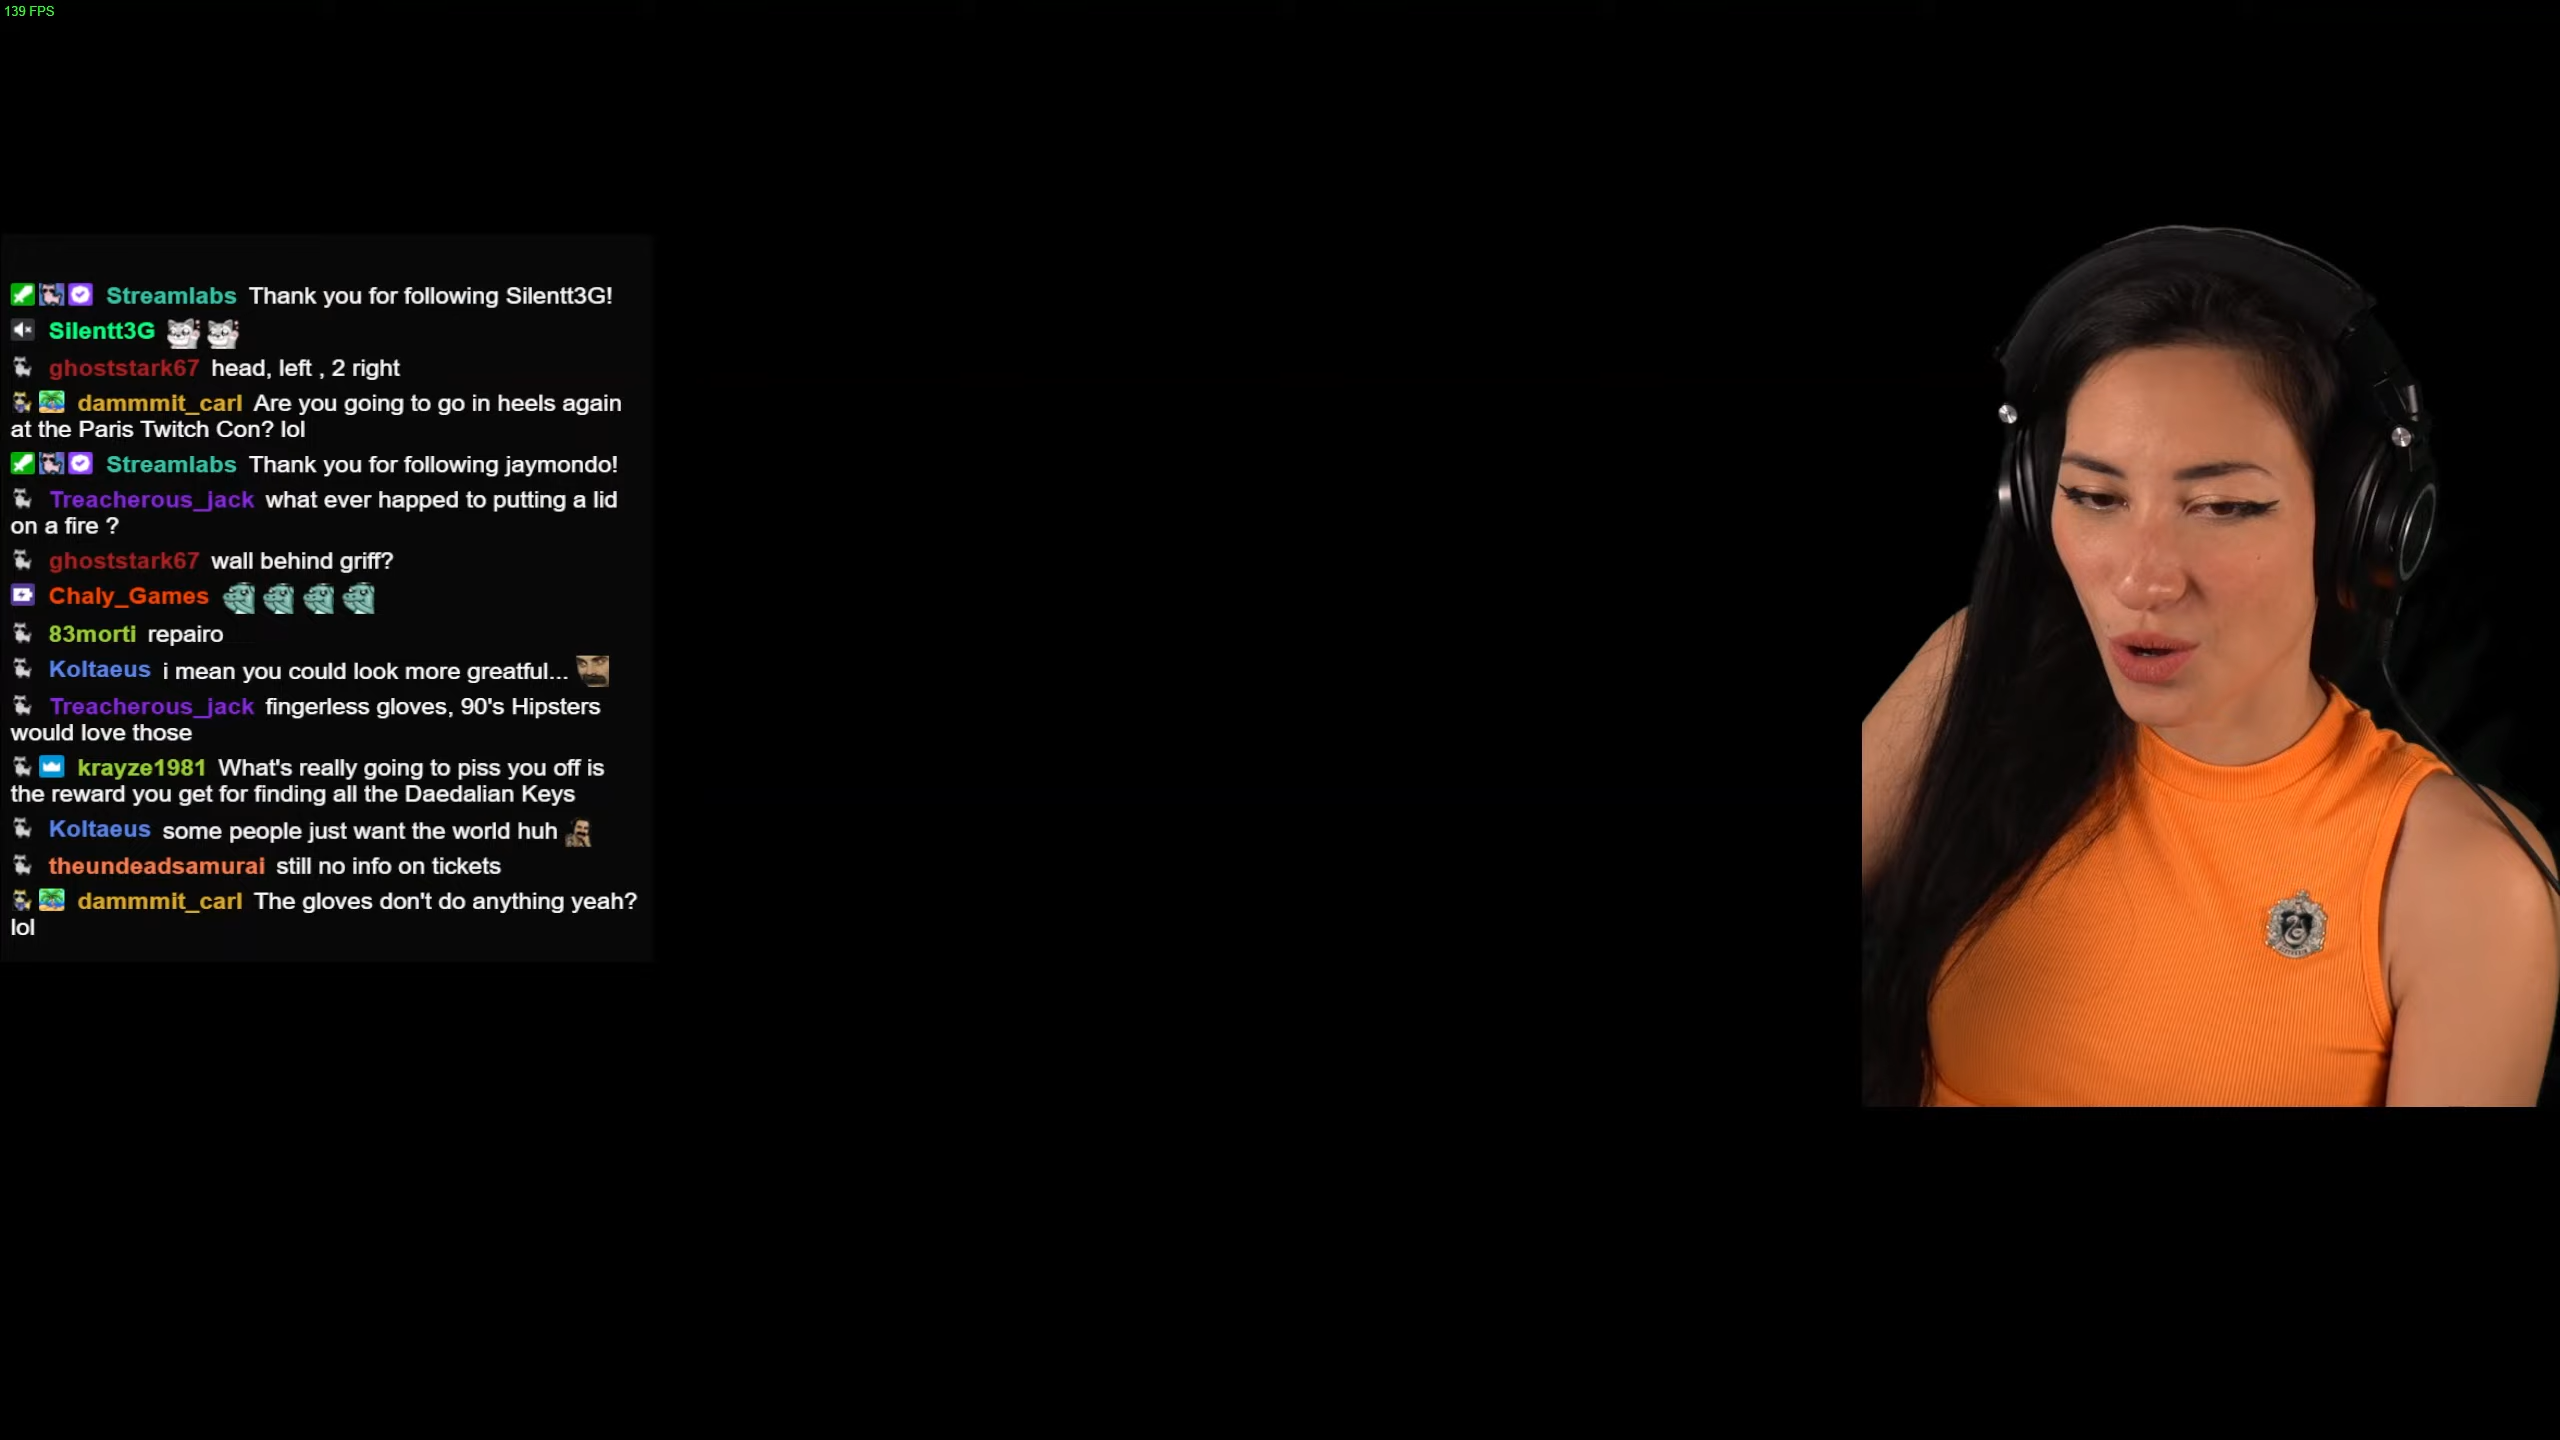 139 FPS
Streamlabs Thank you for following Silentt3G!
Silentt3G
ghoststark67 head, left , 2 right
dammmit_carl Are you going to go in heels again
at the Paris Twitch Con? lol
Streamlabs Thank you for following jaymondo!
Treacherous_jack what ever happed to putting a lid
on a fire ?
ghoststark67 wall behind griff?
Chaly_Games
83morti repairo
Koltaeus i mean you could look more greatful...
Treacherous_jack fingerless gloves, 90's Hipsters
would love those
krayze1981 What's really going to piss you off is
the reward you get for finding all the Daedalian Keys
Koltaeus some people just want the world huh
theundeadsamurai still no info on tickets
dammmit_carl The gloves don't do anything yeah?
lol